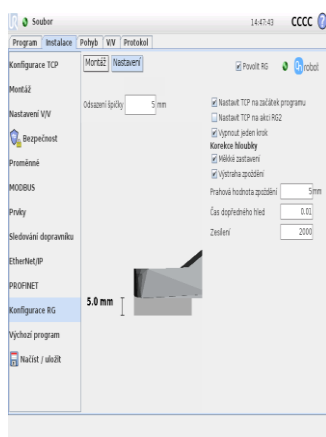 Soubor 14:47:43 CCCC
Program Instalace Pohyb V/V Protokol
Konfigurace TCP
Montáž
Nastavení V/V
Bezpečnost
Proměnné
MODBUS
Prvky
Sledování dopravníku
EtherNet/IP
PROFINET
Konfigurace RG
Výchozí program
Načíst / uložit
Montáž Nastavení
Povolit RG
robot
Odsazení špičky 5 mm
Nastavit TCP na začátek programu
Nastavit TCP na akci RG2
Vypnout jeden krok
Korekce hloubky
Měkké zastavení
Výstraha zpoždění
Prahová hodnota zpoždění 5 mm
Čas dopředného hled 0.01
Zesílení 2000
5.0 mm